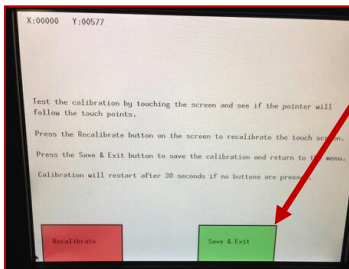 X:00000 Y:00577
Test the calibration by touching the screen and see if the pointer will
follow the touch points.
Press the Recalibrate button on the screen to recalibrate the touch screen.
Press the Save & Exit button to save the calibration and return to the menu.
Calibration will restart after 30 seconds if no buttons are pressed.
Recalibrate
Save & Exit